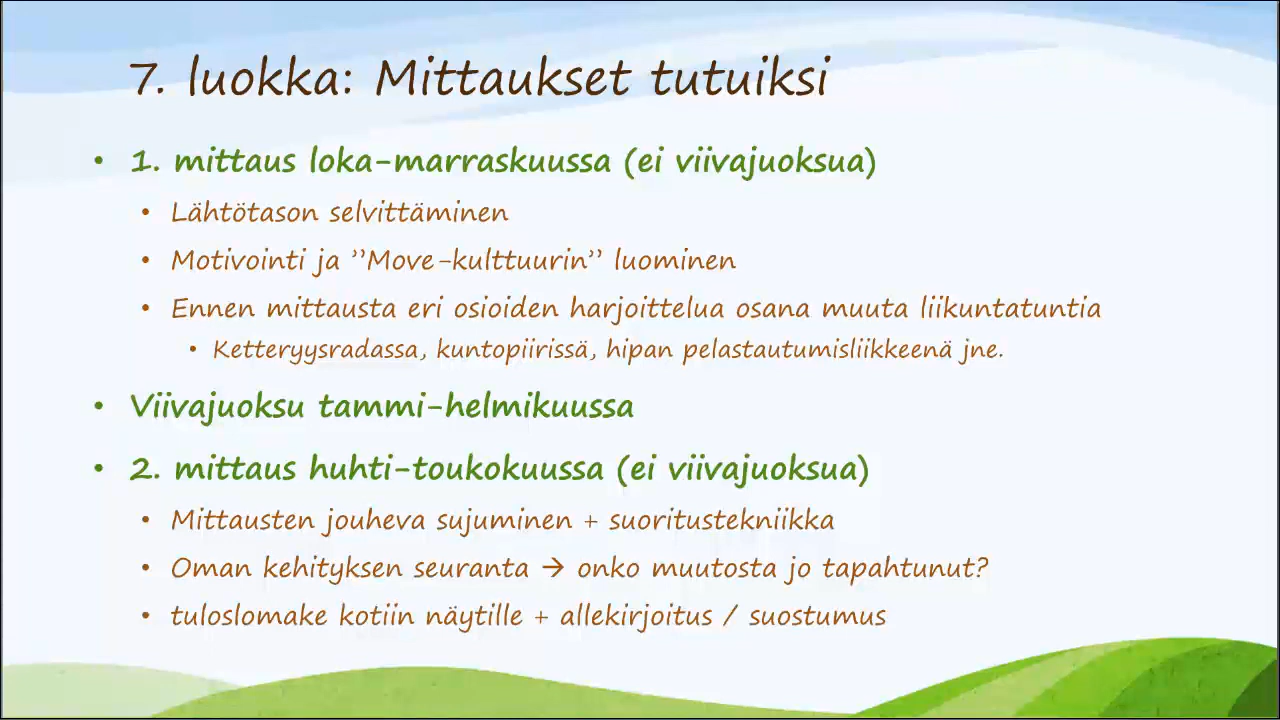 7. luokka: Mittaukset tutuiksi
• 1. mittaus loka-marraskuussa (ei viivajuoksua)
• Lähtötason selvittäminen
• Motivointi ja ”Move-kulttuurin” luominen
• Ennen mittausta eri osioiden harjoittelua osana muuta liikuntatuntia
• Ketteryysradassa, kuntopiirissä, hipan pelastautumisliikkeenä jne.
• Viivajuoksu tammi-helmikuussa
• 2. mittaus huhti-toukokuussa (ei viivajuoksua)
• Mittausten jouheva sujuminen + suoritustekniikka
• Oman kehityksen seuranta → onko muutosta jo tapahtunut?
• tuloslomake kotiin näytille + allekirjoitus / suostumus